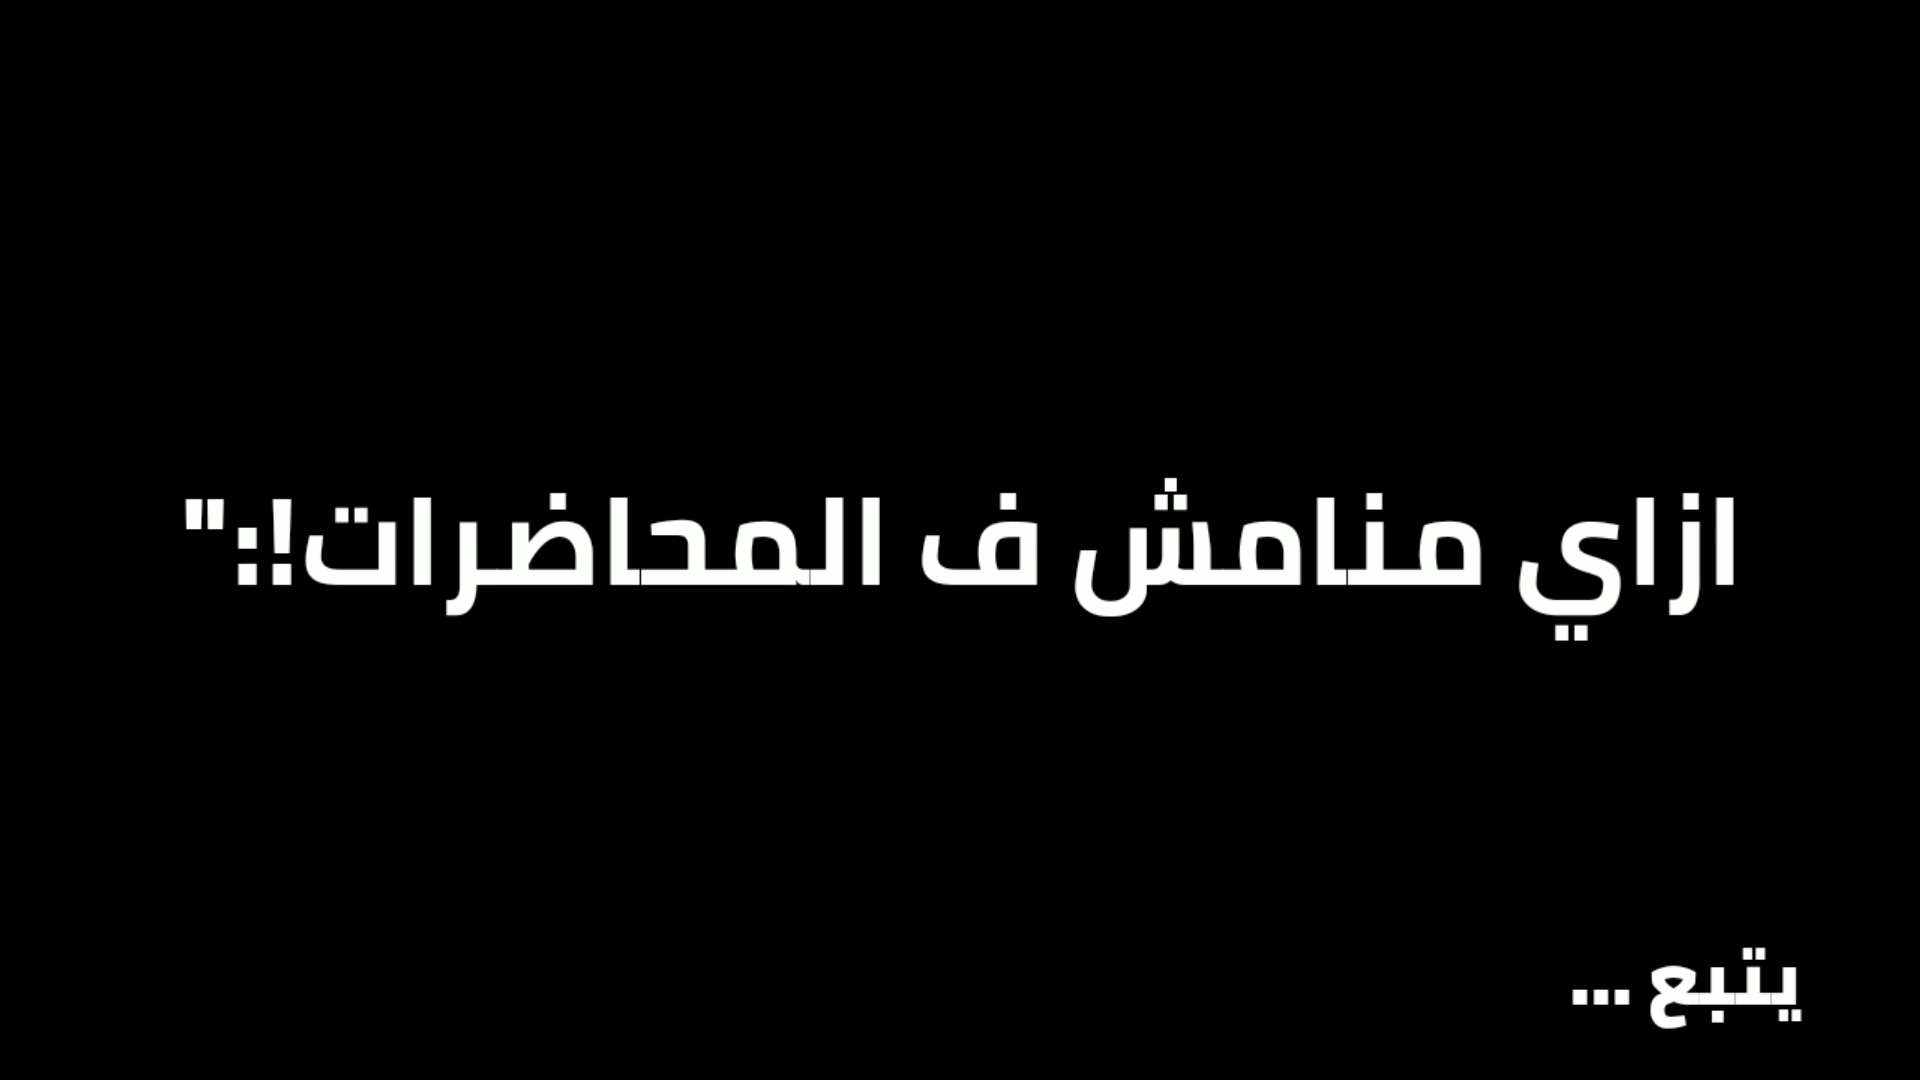 ازاي منامش ف المحاضرات!:"
يتبع ...